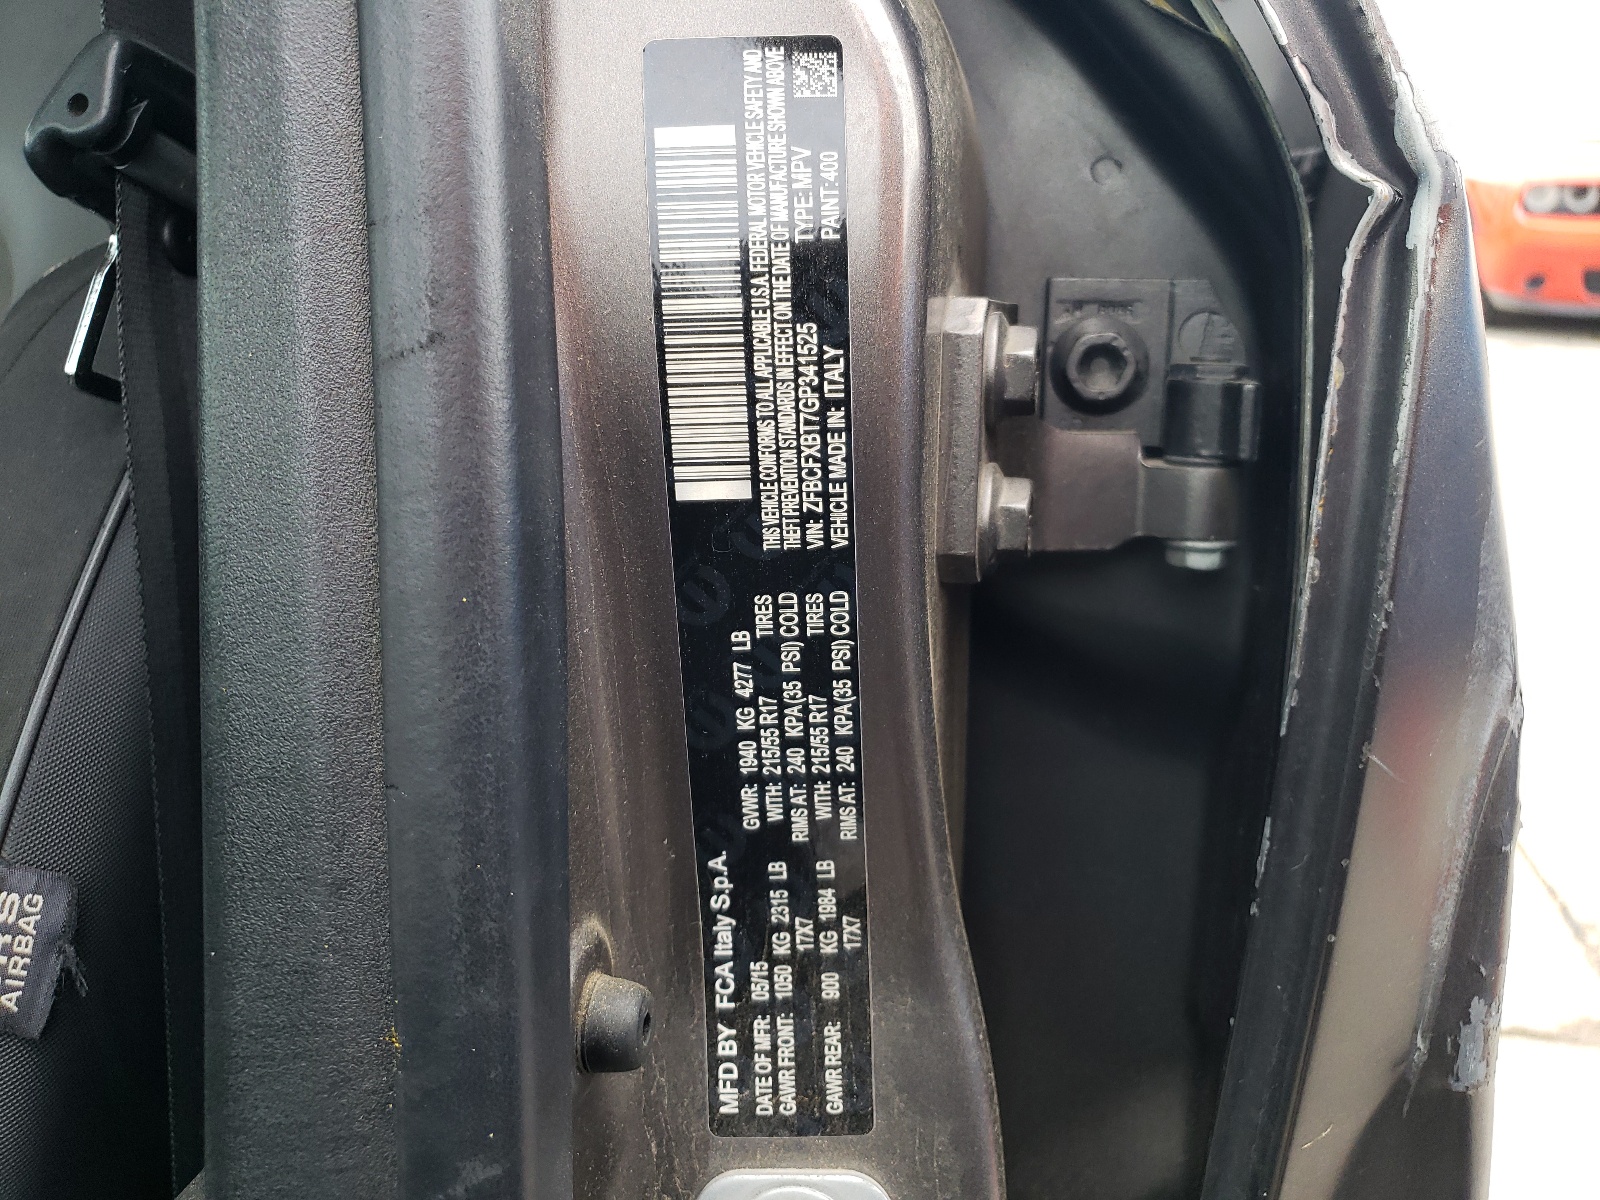 MFD BY FCA Italy S.p.A.
DATE OF MFR: 05/15 GVWR: 1940 KG 4277 LB
GAWR FRONT: 1050 KG 2315 LB WITH: 215/55 R17 TIRES
17X7 RIMS AT: 240 KPA(35 PSI) COLD
GAWR REAR: 900 KG 1984 LB WITH: 215/55 R17 TIRES
17X7 RIMS AT: 240 KPA(35 PSI) COLD
THIS VEHICLE CONFORMS TO ALL APPLICABLE U.S.A. FEDERAL MOTOR VEHICLE SAFETY AND
THEFT PREVENTION STANDARDS IN EFFECT ON THE DATE OF MANUFACTURE SHOWN ABOVE
VIN: ZFBCFXBT7GP341525 TYPE: MPV
VEHICLE MADE IN: ITALY PAINT: 400
AIRBAG